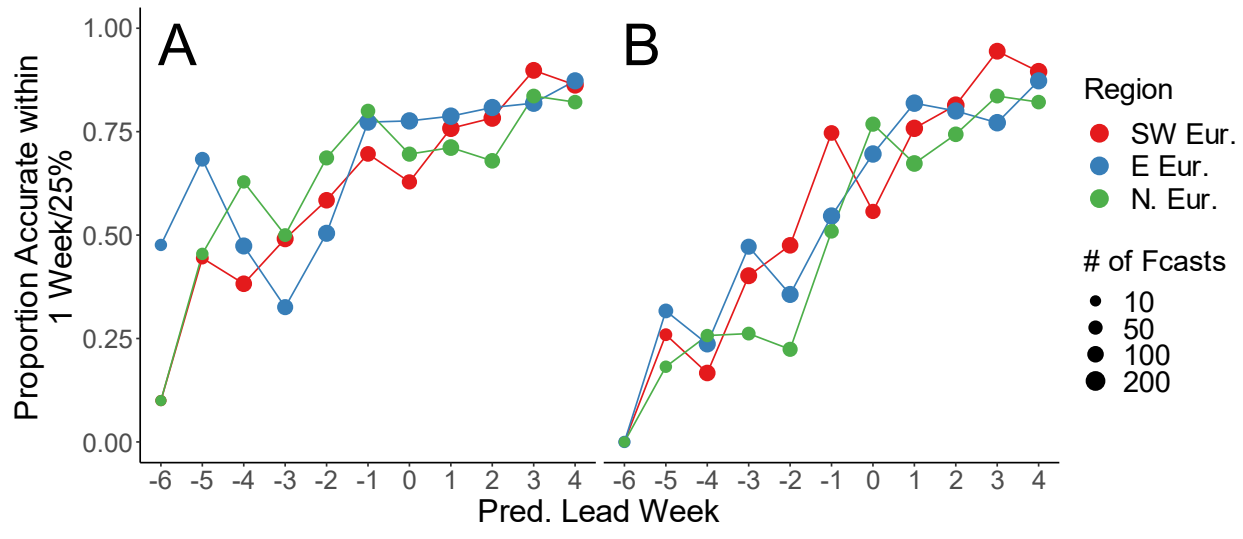 A
B
Proportion Accurate within
1 Week/25%
1.00
0.75
0.50
0.25
0.00
-6 -5 -4 -3 -2 -1 0 1 2 3 4
-6 -5 -4 -3 -2 -1 0 1 2 3 4
Pred. Lead Week
Region
SW Eur.
E Eur.
N. Eur.
# of Fcasts
10
50
100
200